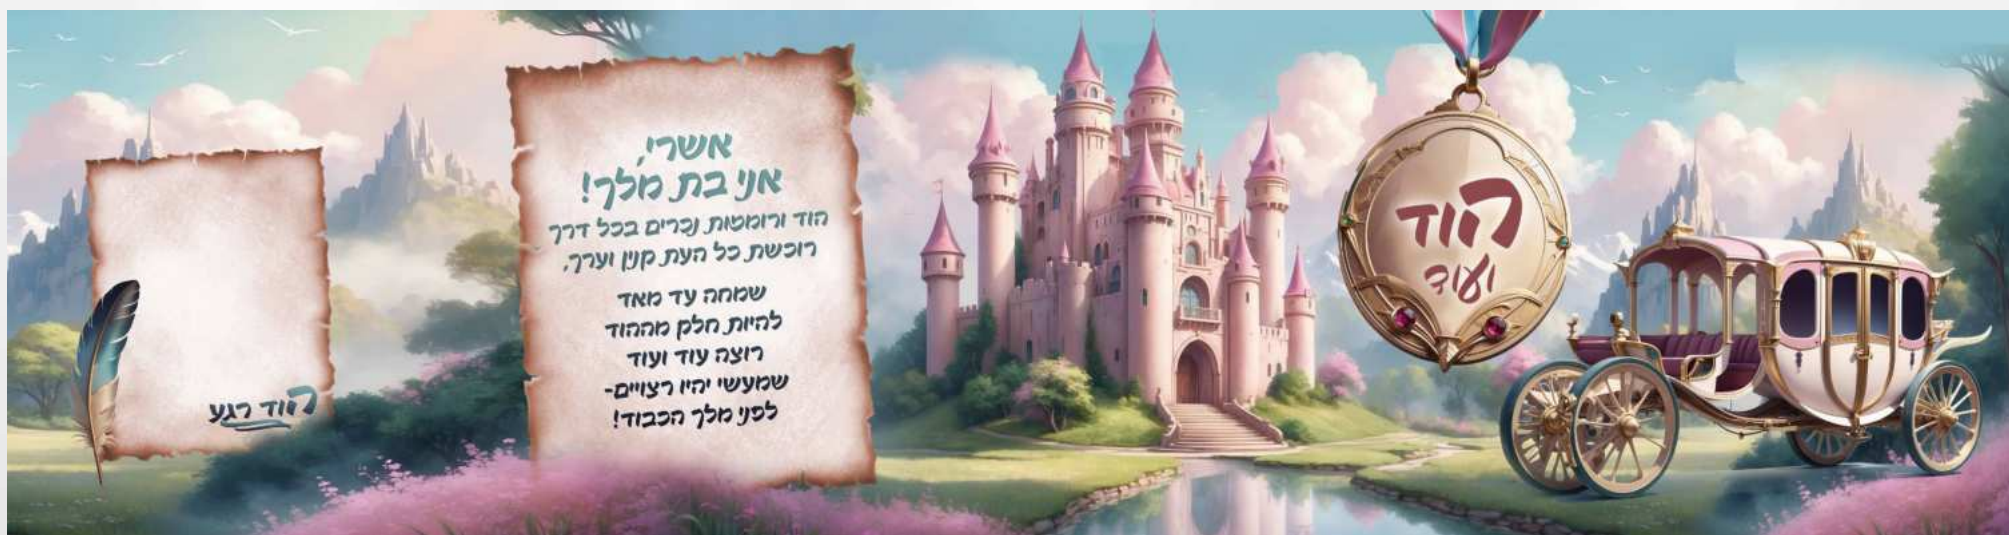 הוד
ועוד
אשרי,
אני בת מלך!
הוד ורוממות נכרים בכל דרך
רוכשת כל העת קנין וערך,
שמחה עד מאד
להיות חלק מההוד
רוצה עוד ועוד
שמעשי יהיו רצויים-
לפני מלך הכבוד!
הוד רגע